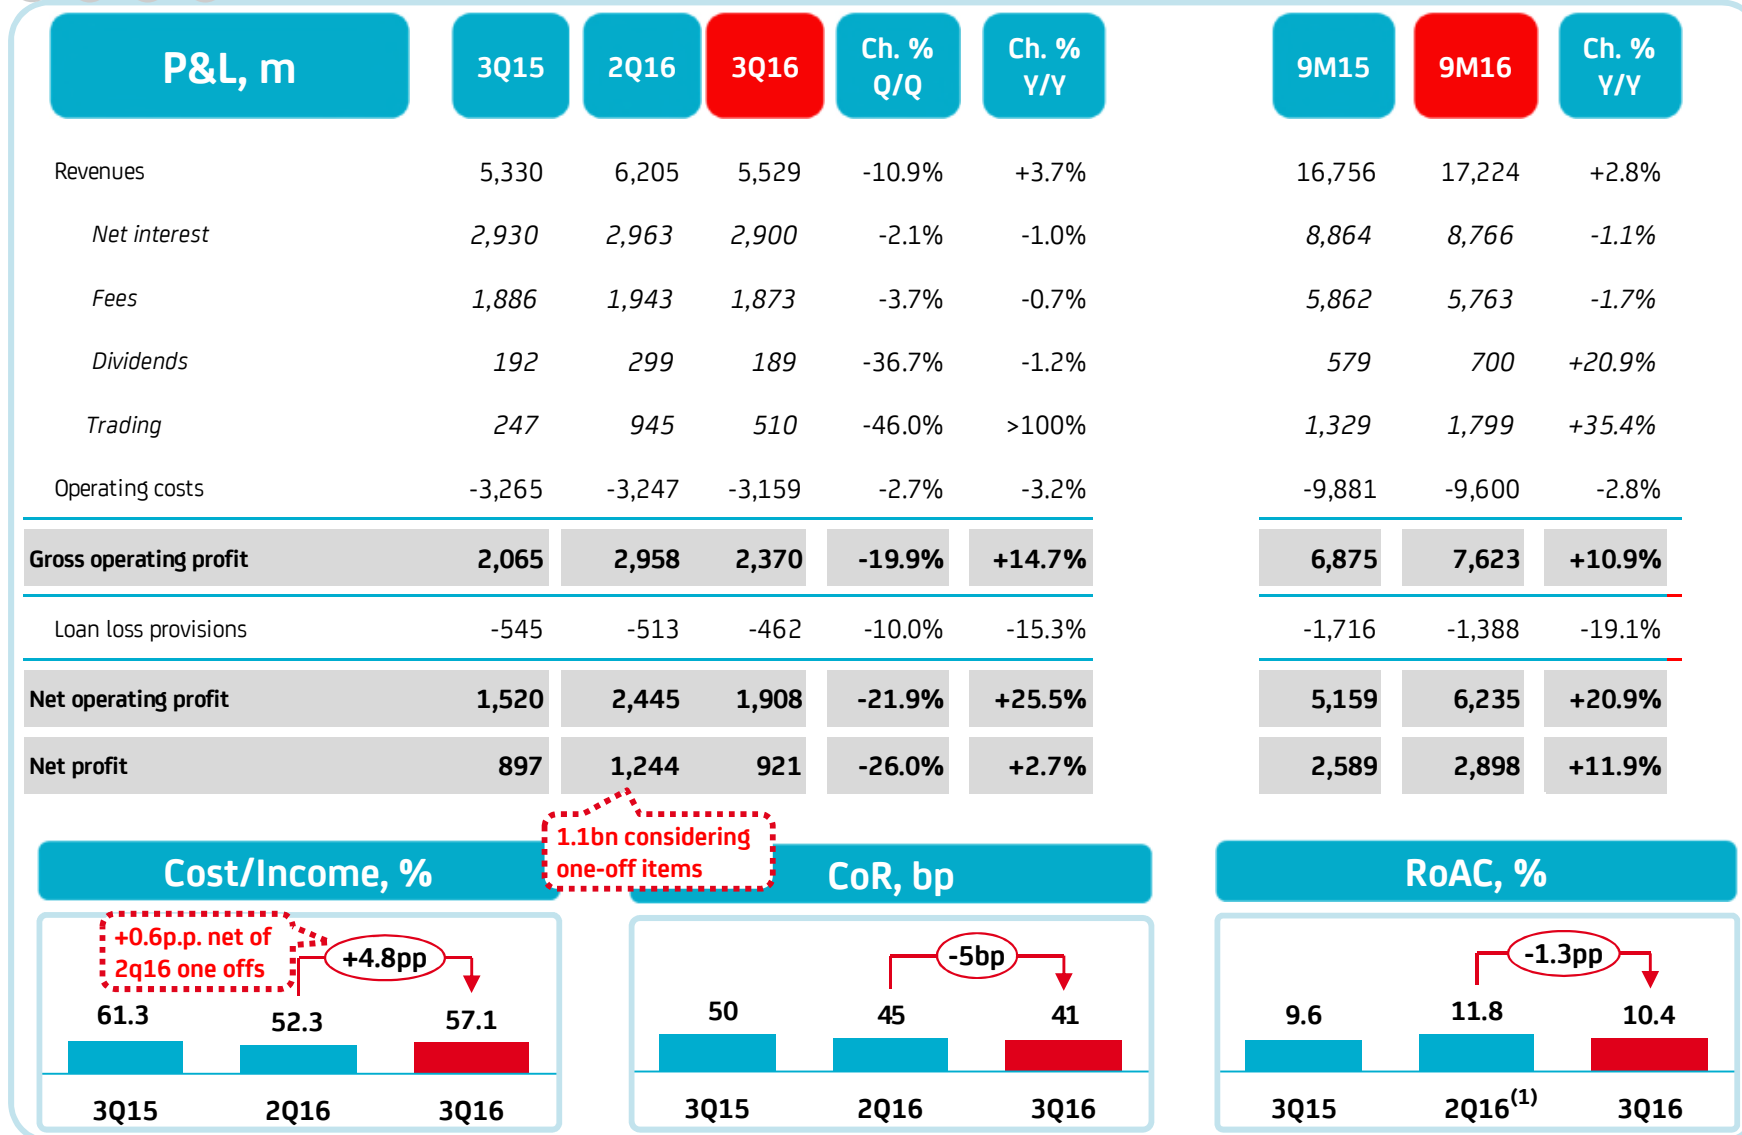 P&L, m 3Q15 2Q16 3Q16 Ch. % Q/Q Ch. % Y/Y 9M15 9M16 Ch. % Y/Y
Revenues 5,330 6,205 5,529 -10.9% +3.7% 16,756 17,224 +2.8%
Net interest 2,930 2,963 2,900 -2.1% -1.0% 8,864 8,766 -1.1%
Fees 1,886 1,943 1,873 -3.7% -0.7% 5,862 5,763 -1.7%
Dividends 192 299 189 -36.7% -1.2% 579 700 +20.9%
Trading 247 945 510 -46.0% >100% 1,329 1,799 +35.4%
Operating costs -3,265 -3,247 -3,159 -2.7% -3.2% -9,881 -9,600 -2.8%
Gross operating profit 2,065 2,958 2,370 -19.9% +14.7% 6,875 7,623 +10.9%
Loan loss provisions -545 -513 -462 -10.0% -15.3% -1,716 -1,388 -19.1%
Net operating profit 1,520 2,445 1,908 -21.9% +25.5% 5,159 6,235 +20.9%
Net profit 897 1,244 921 -26.0% +2.7% 2,589 2,898 +11.9%
1.1bn considering
one-off items
Cost/Income, %
+0.6p.p. net of
2q16 one offs
+4.8pp
61.3 52.3 57.1
3Q15 2Q16 3Q16
CoR, bp
-5bp
50 45 41
3Q15 2Q16 3Q16
RoAC, %
-1.3pp
9.6 11.8 10.4
3Q15 2Q16(1) 3Q16